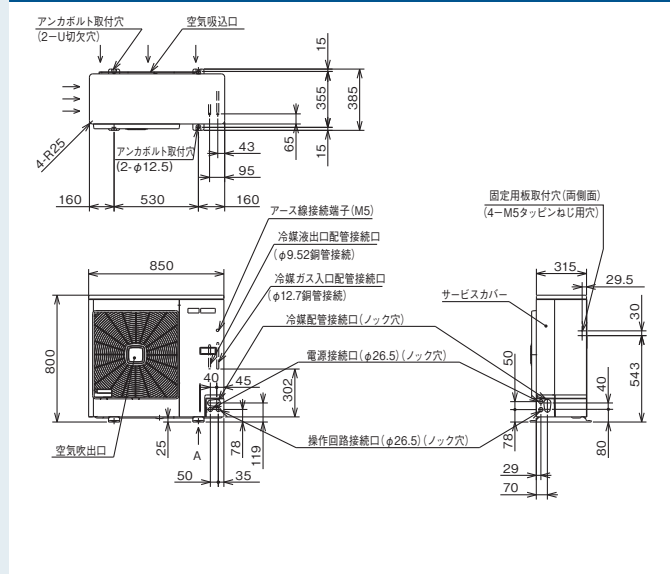 アンカボルト取付穴
(2－U切欠穴)
空気吸込口
15
355
385
15
65
4-R25
アンカボルト取付穴
(2-φ12.5)
43
95
160
530
160
アース線接続端子(M5)
冷媒液出口配管接続口
(φ9.52銅管接続)
冷媒ガス入口配管接続口
(φ12.7銅管接続)
冷媒配管接続口(ノック穴)
電源接続口(φ26.5)(ノック穴)
操作回路接続口(φ26.5)(ノック穴)
850
800
40
45
302
25
A
78
119
50
35
空気吹出口
固定用板取付穴(両側面)
(4－M5タッピンねじ用穴)
315
29.5
サービスカバー
30
543
50
40
78
80
29
70